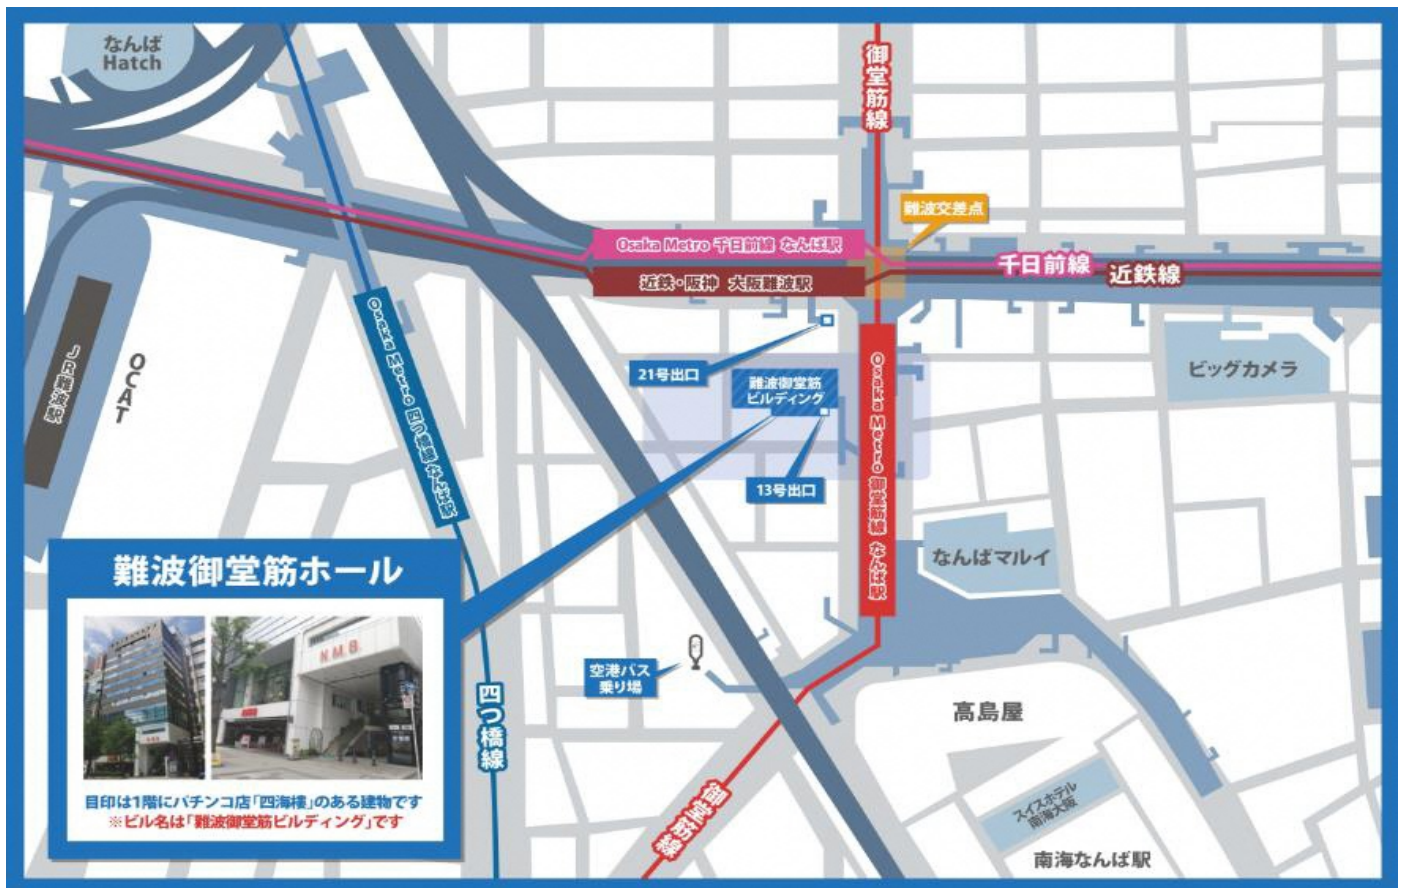 なんば
Hatch
御堂筋線
難波交差点
Osaka Metro 千日前線 なんば駅
近鉄・阪神 大阪難波駅
千日前線
近鉄線
Osaka Metro 四つ橋線 なんば駅
JR難波駅
OCAT
21号出口
難波御堂筋
ビルディング
13号出口
Osaka Metro 御堂筋線 なんば駅
ビッグカメラ
なんばマルイ
難波御堂筋ホール
N.M.B.
目印は1階にパチンコ店「四海樓」のある建物です
※ビル名は「難波御堂筋ビルディング」です
空港バス
乗り場
四つ橋線
御堂筋線
高島屋
スイスホテル
南海大阪
南海なんば駅